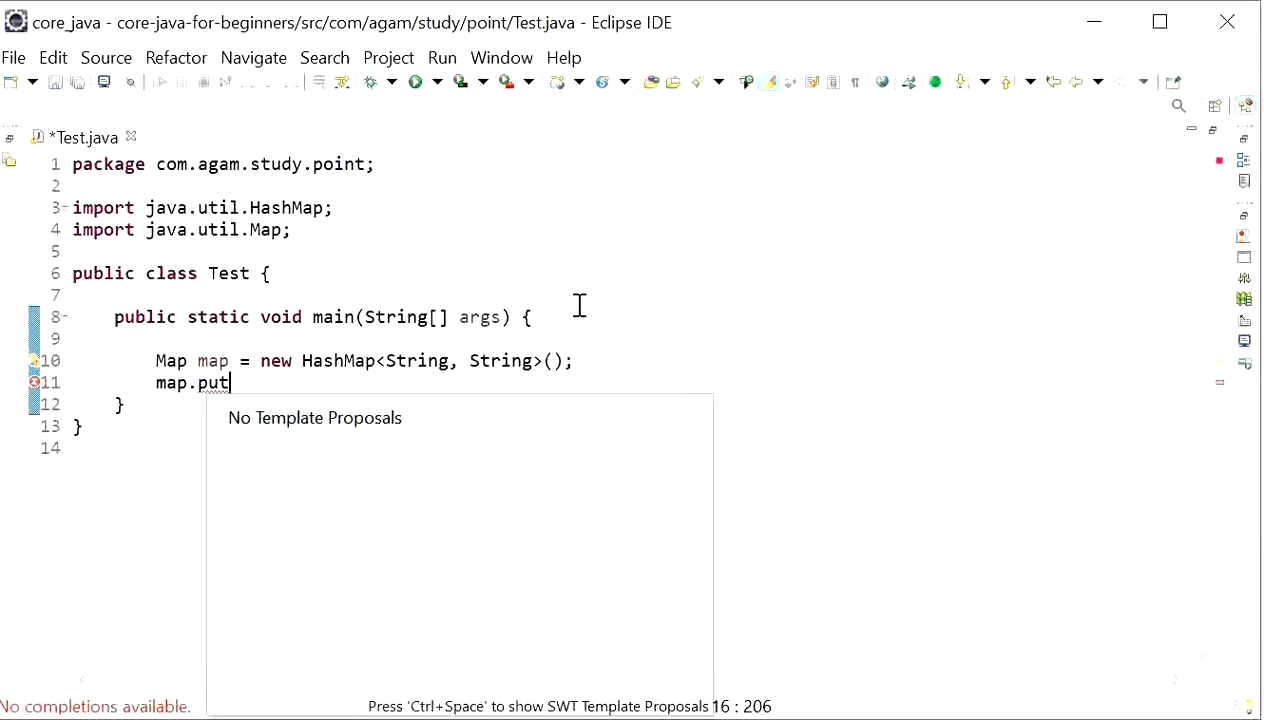 core_java - core-java-for-beginners/src/com/agam/study/point/Test.java - Eclipse IDE
File Edit Source Refactor Navigate Search Project Run Window Help
*Test.java
1 package com.agam.study.point;
2
3 import java.util.HashMap;
4 import java.util.Map;
5
6 public class Test {
7
8 public static void main(String[] args) {
9
10 Map map = new HashMap<String, String>();
11 map.put
12 }
13 }
14
No Template Proposals
No completions available.
Press 'Ctrl+Space' to show SWT Template Proposals
16 : 206